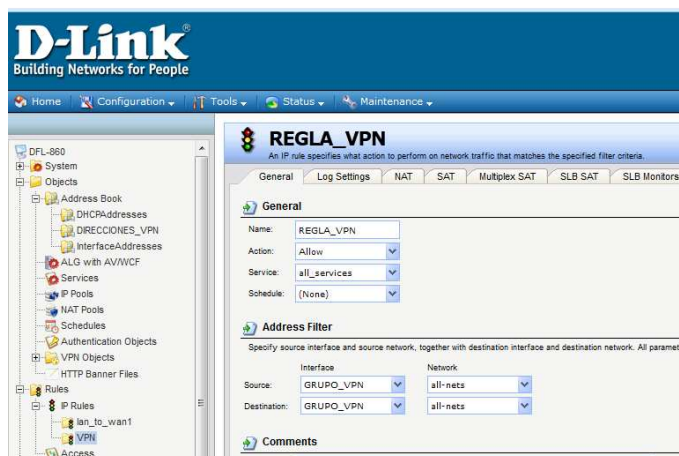 D-Link®
Building Networks for People
Home Configuration Tools Status Maintenance
DFL-860
System
Objects
Address Book
DHCPAddresses
DIRECCIONES_VPN
InterfaceAddresses
ALG with AV/WCF
Services
IP Pools
NAT Pools
Schedules
Authentication Objects
VPN Objects
HTTP Banner Files
Rules
IP Rules
lan_to_wan1
VPN
Access
REGLA_VPN
An IP rule specifies what action to perform on network traffic that matches the specified filter criteria.
General Log Settings NAT SAT Multiplex SAT SLB SAT SLB Monitors
General
Name: REGLA_VPN
Action: Allow
Service: all_services
Schedule: (None)
Address Filter
Specify source interface and source network, together with destination interface and destination network. All paramet
Interface Network
Source: GRUPO_VPN all-nets
Destination: GRUPO_VPN all-nets
Comments